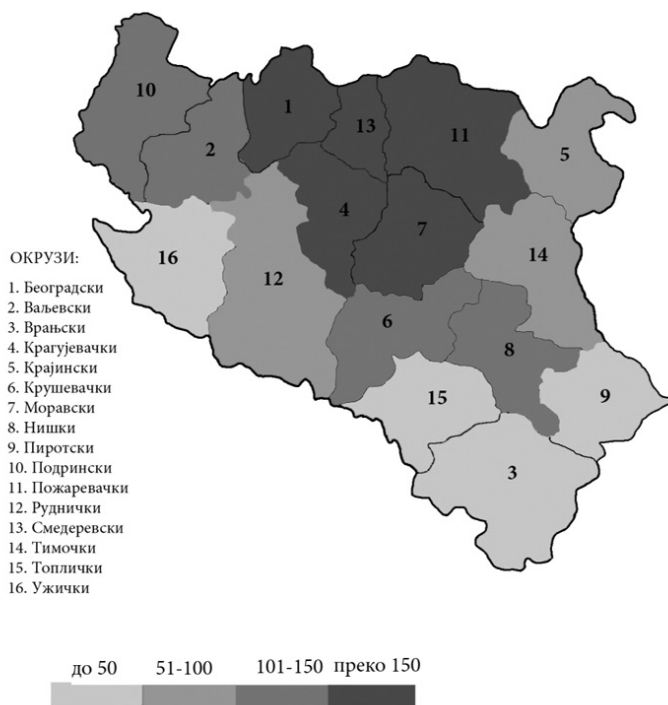 10
1
13
11
2
5
4
7
16
12
14
6
8
15
9
3
ОКРУЗИ:
1. Београдски
2. Ваљевски
3. Врањски
4. Крагујевачки
5. Крајински
6. Крушевачки
7. Моравски
8. Нишки
9. Пиротски
10. Подрински
11. Пожаревачки
12. Руднички
13. Смедеревски
14. Тимочки
15. Топлички
16. Ужички
до 50 51-100 101-150 преко 150